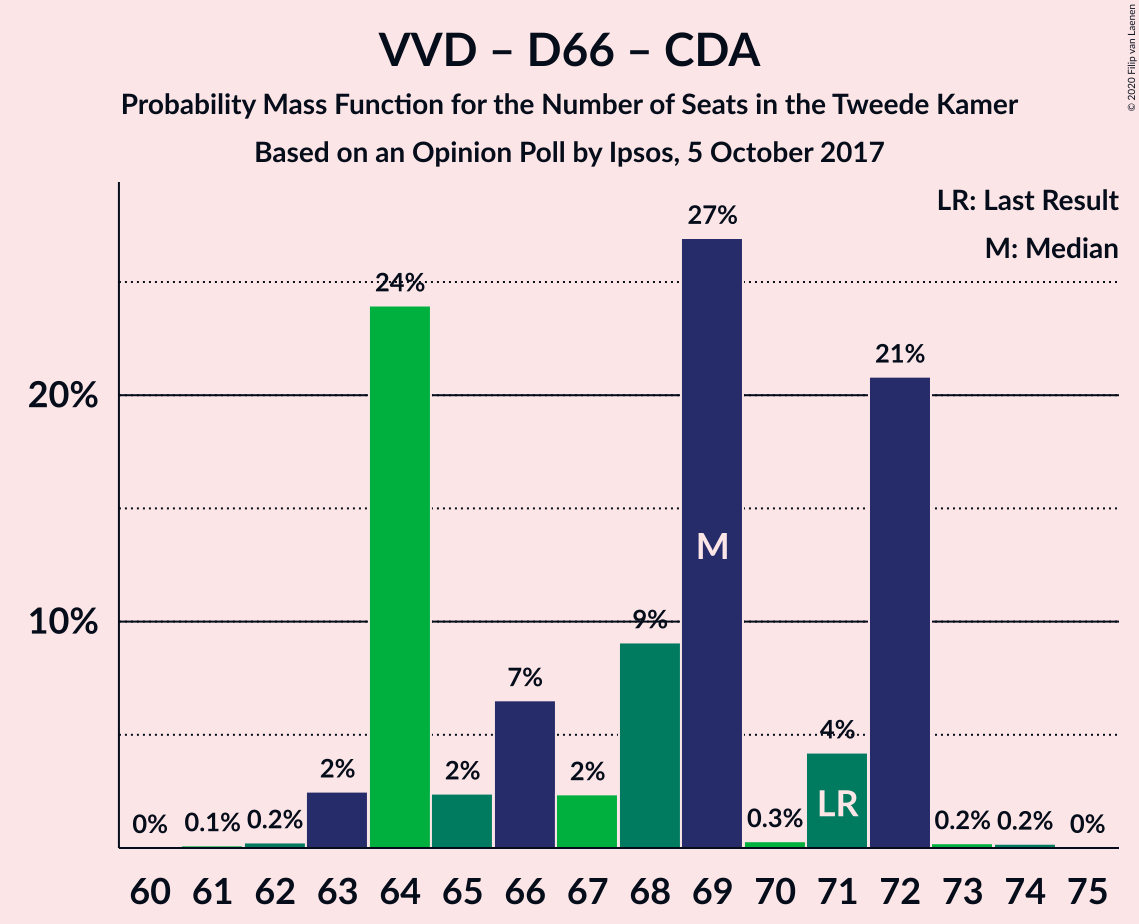 VVD – D66 – CDA
Probability Mass Function for the Number of Seats in the Tweede Kamer
Based on an Opinion Poll by Ipsos, 5 October 2017
© 2020 Filip van Laenen
LR: Last Result
M: Median
20%
10%
0% 0.1% 0.2% 2% 24% 2% 7% 2% 9% 27% 0.3% 4% 21% 0.2% 0.2% 0%
M
LR
60 61 62 63 64 65 66 67 68 69 70 71 72 73 74 75